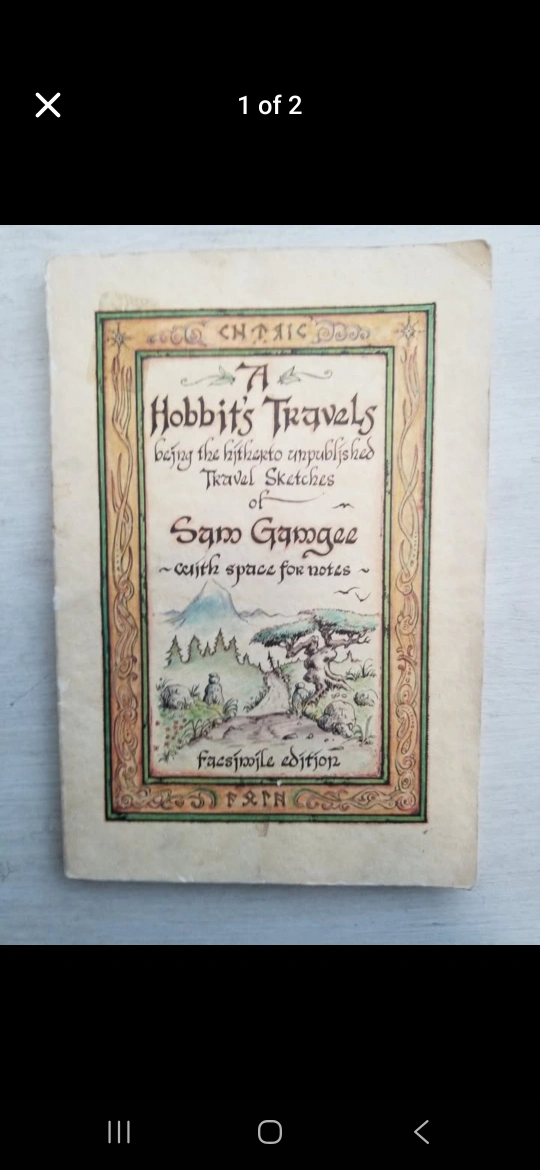 1 of 2
A
Hobbit's Travels
being the hitherto unpublished
Travel Sketches
of
Sam Gamgee
~with space for notes~
facsimile edition